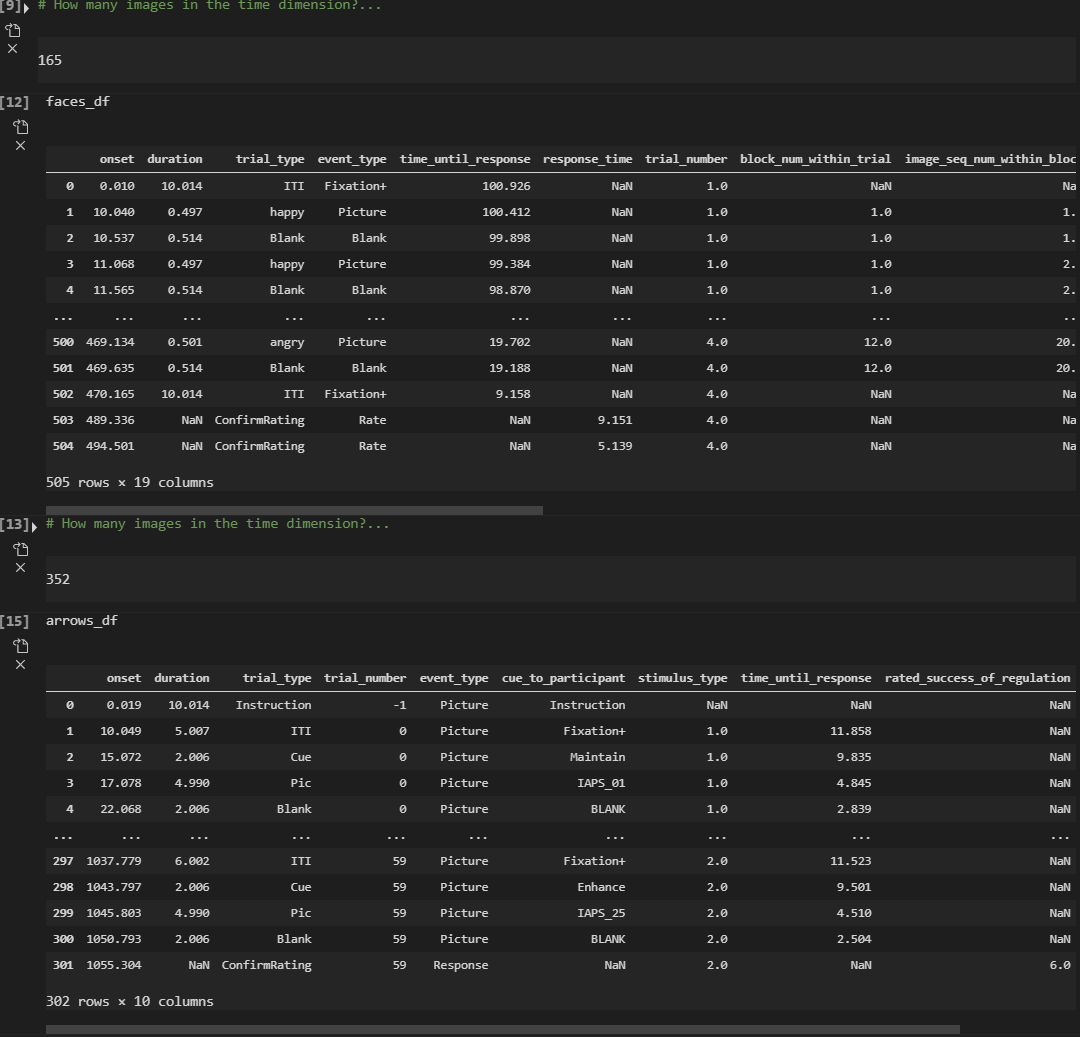 [9] # How many images in the time dimension?...
165
[12] faces_df
onset duration trial_type event_type time_until_response response_time trial_number block_num_within_trial image_seq_num_within_bloc
0 0.010 10.014 ITI Fixation+ 100.926 NaN 1.0 NaN Na
1 10.040 0.497 happy Picture 100.412 NaN 1.0 1.0 1.
2 10.537 0.514 Blank Blank 99.898 NaN 1.0 1.0 1.
3 11.068 0.497 happy Picture 99.384 NaN 1.0 1.0 2.
4 11.565 0.514 Blank Blank 98.870 NaN 1.0 1.0 2.
... ... ... ... ... ... ... ... ... ..
500 469.134 0.501 angry Picture 19.702 NaN 4.0 12.0 20.
501 469.635 0.514 Blank Blank 19.188 NaN 4.0 12.0 20.
502 470.165 10.014 ITI Fixation+ 9.158 NaN 4.0 NaN Na
503 489.336 NaN ConfirmRating Rate NaN 9.151 4.0 NaN Na
504 494.501 NaN ConfirmRating Rate NaN 5.139 4.0 NaN Na
505 rows × 19 columns
[13] # How many images in the time dimension?...
352
[15] arrows_df
onset duration trial_type trial_number event_type cue_to_participant stimulus_type time_until_response rated_success_of_regulation
0 0.019 10.014 Instruction -1 Picture Instruction NaN NaN NaN
1 10.049 5.007 ITI 0 Picture Fixation+ 1.0 11.858 NaN
2 15.072 2.006 Cue 0 Picture Maintain 1.0 9.835 NaN
3 17.078 4.990 Pic 0 Picture IAPS_01 1.0 4.845 NaN
4 22.068 2.006 Blank 0 Picture BLANK 1.0 2.839 NaN
... ... ... ... ... ... ... ... ... ...
297 1037.779 6.002 ITI 59 Picture Fixation+ 2.0 11.523 NaN
298 1043.797 2.006 Cue 59 Picture Enhance 2.0 9.501 NaN
299 1045.803 4.990 Pic 59 Picture IAPS_25 2.0 4.510 NaN
300 1050.793 2.006 Blank 59 Picture BLANK 2.0 2.504 NaN
301 1055.304 NaN ConfirmRating 59 Response NaN 2.0 NaN 6.0
302 rows × 10 columns